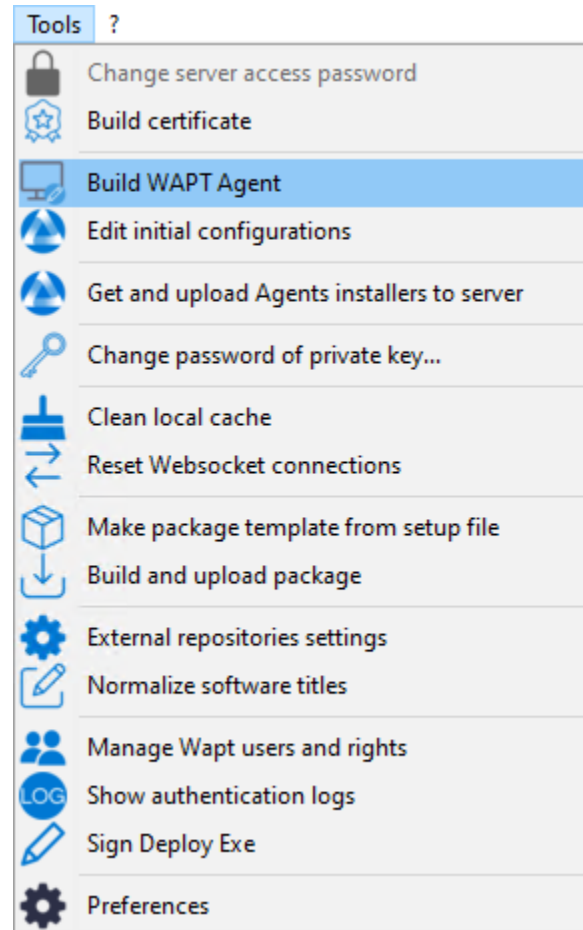 Tools ?
Change server access password
Build certificate
Build WAPT Agent
Edit initial configurations
Get and upload Agents installers to server
Change password of private key...
Clean local cache
Reset Websocket connections
Make package template from setup file
Build and upload package
External repositories settings
Normalize software titles
Manage Wapt users and rights
LOG Show authentication logs
Sign Deploy Exe
Preferences